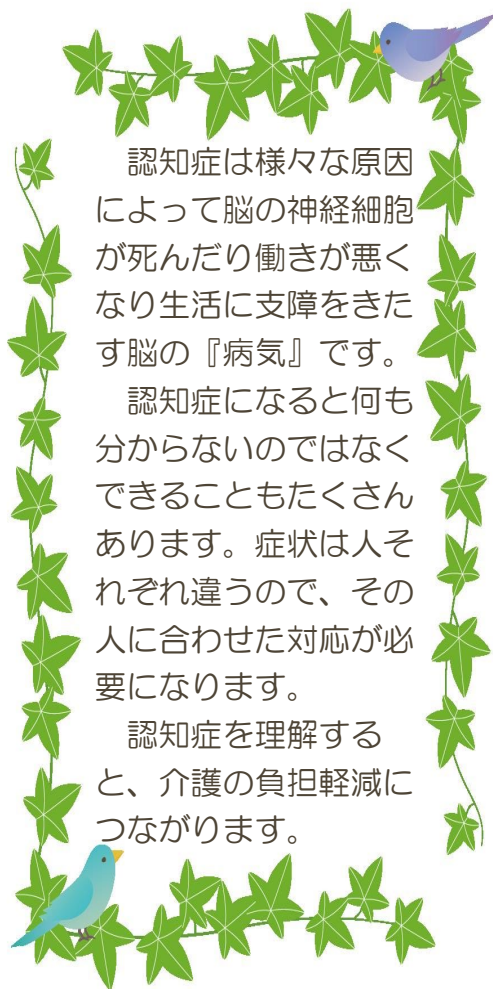 認知症は様々な原因
によって脳の神経細胞
が死んだり働きが悪く
なり生活に支障をきた
す脳の『病気』です。
　認知症になると何も
分からないのではなく
できることもたくさん
あります。症状は人そ
れぞれ違うので、その
人に合わせた対応が必
要になります。
　認知症を理解する
と、介護の負担軽減に
つながります。